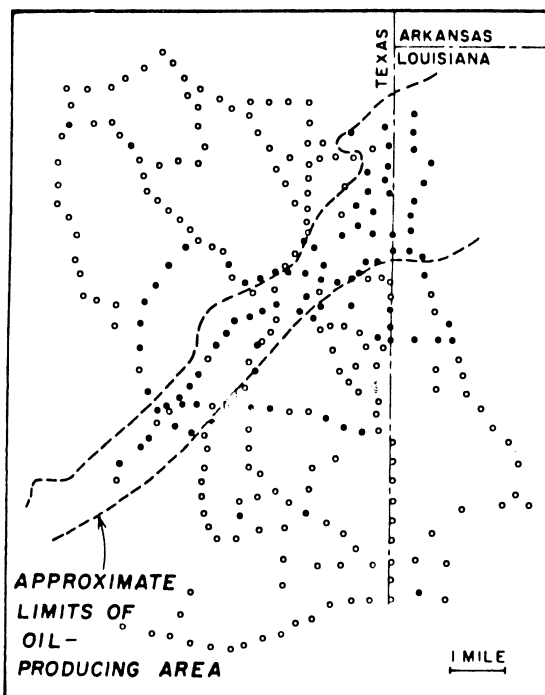 TEXAS
ARKANSAS
LOUISIANA
APPROXIMATE
LIMITS OF
OIL-
PRODUCING AREA
1 MILE